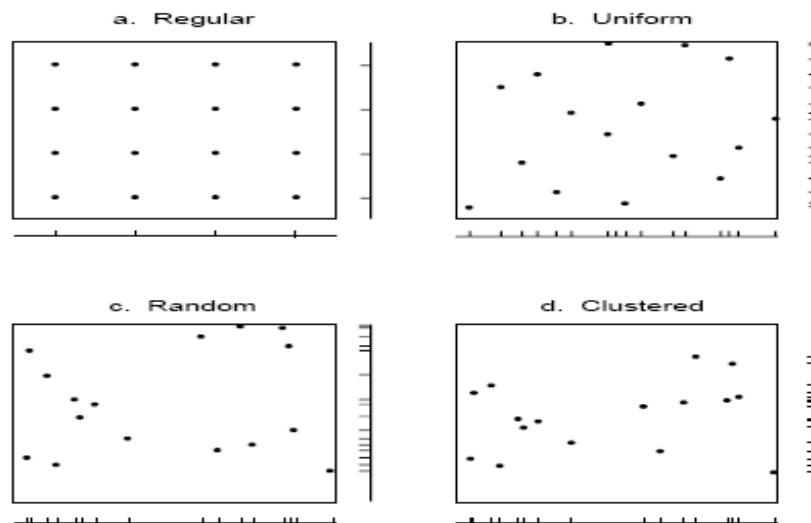 a. Regular
b. Uniform
c. Random
d. Clustered